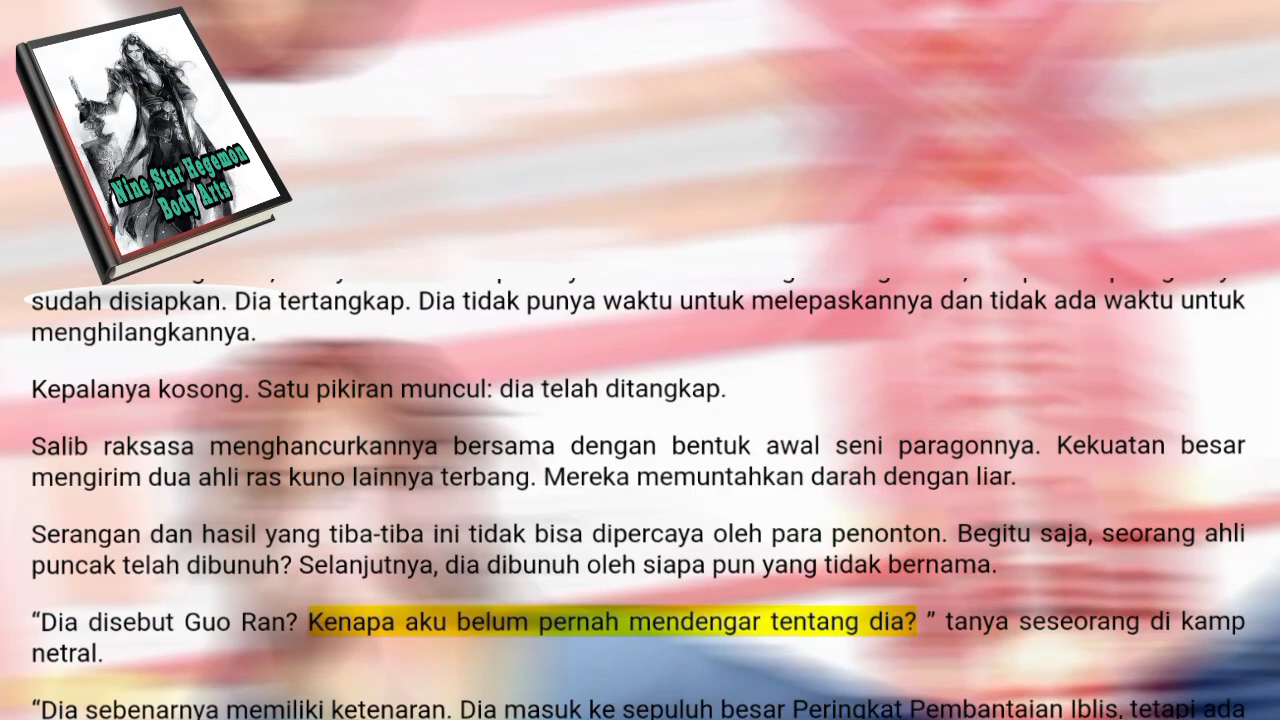 Nine Star Hegemon
Body Arts
sudah disiapkan. Dia tertangkap. Dia tidak punya waktu untuk melepaskannya dan tidak ada waktu untuk
menghilangkannya.
Kepalanya kosong. Satu pikiran muncul: dia telah ditangkap.
Salib raksasa menghancurkannya bersama dengan bentuk awal seni paragonnya. Kekuatan besar
mengirim dua ahli ras kuno lainnya terbang. Mereka memuntahkan darah dengan liar.
Serangan dan hasil yang tiba-tiba ini tidak bisa dipercaya oleh para penonton. Begitu saja, seorang ahli
puncak telah dibunuh? Selanjutnya, dia dibunuh oleh siapa pun yang tidak bernama.
“Dia disebut Guo Ran? Kenapa aku belum pernah mendengar tentang dia? ” tanya seseorang di kamp
netral.
“Dia sebenarnya memiliki ketenaran. Dia masuk ke sepuluh besar Peringkat Pembantaian Iblis, tetapi ada